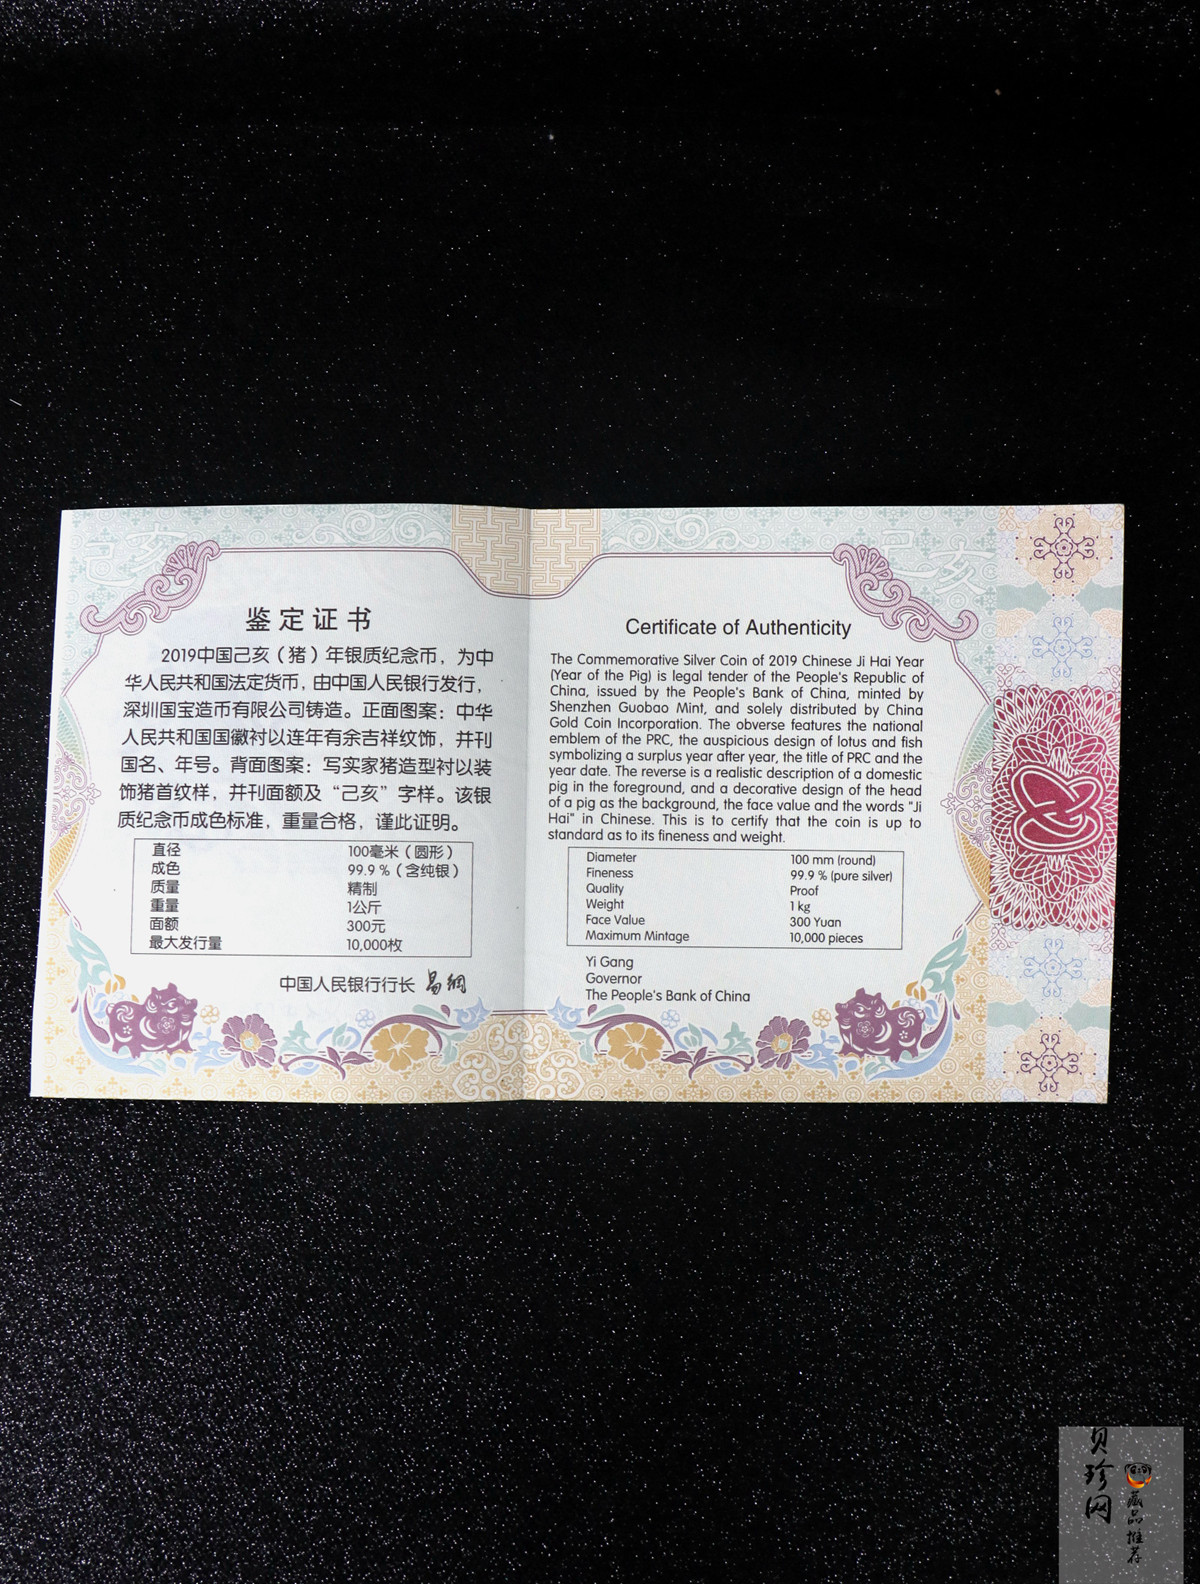 鉴定证书
2019中国己亥（猪）年银质纪念币，为中
华人民共和国法定货币，由中国人民银行发行，
深圳国宝造币有限公司铸造。正面图案：中华
人民共和国国徽衬以连年有余吉祥纹饰，并刊
国名、年号。背面图案：写实家猪造型衬以装
饰猪首纹样，并刊面额及“己亥”字样。该银
质纪念币成色标准，重量合格，谨此证明。
直径 100毫米（圆形）
成色 99.9％（含纯银）
质量 精制
重量 1公斤
面额 300元
最大发行量 10,000枚
中国人民银行行长 易纲
Certificate of Authenticity
The Commemorative Silver Coin of 2019 Chinese Ji Hai Year
(Year of the Pig) is legal tender of the People's Republic of
China, issued by the People's Bank of China, minted by
Shenzhen Guobao Mint, and solely distributed by China
Gold Coin Incorporation. The obverse features the national
emblem of the PRC, the auspicious design of lotus and fish
symbolizing a surplus year after year, the title of PRC and the
year date. The reverse is a realistic description of a domestic
pig in the foreground, and a decorative design of the head
of a pig as the background, the face value and the words "Ji
Hai" in Chinese. This is to certify that the coin is up to
standard as to its fineness and weight.
Diameter 100 mm (round)
Fineness 99.9 % (pure silver)
Quality Proof
Weight 1 kg
Face Value 300 Yuan
Maximum Mintage 10,000 pieces
Yi Gang
Governor
The People's Bank of China
己亥
己亥
贝珍网
藏品推荐